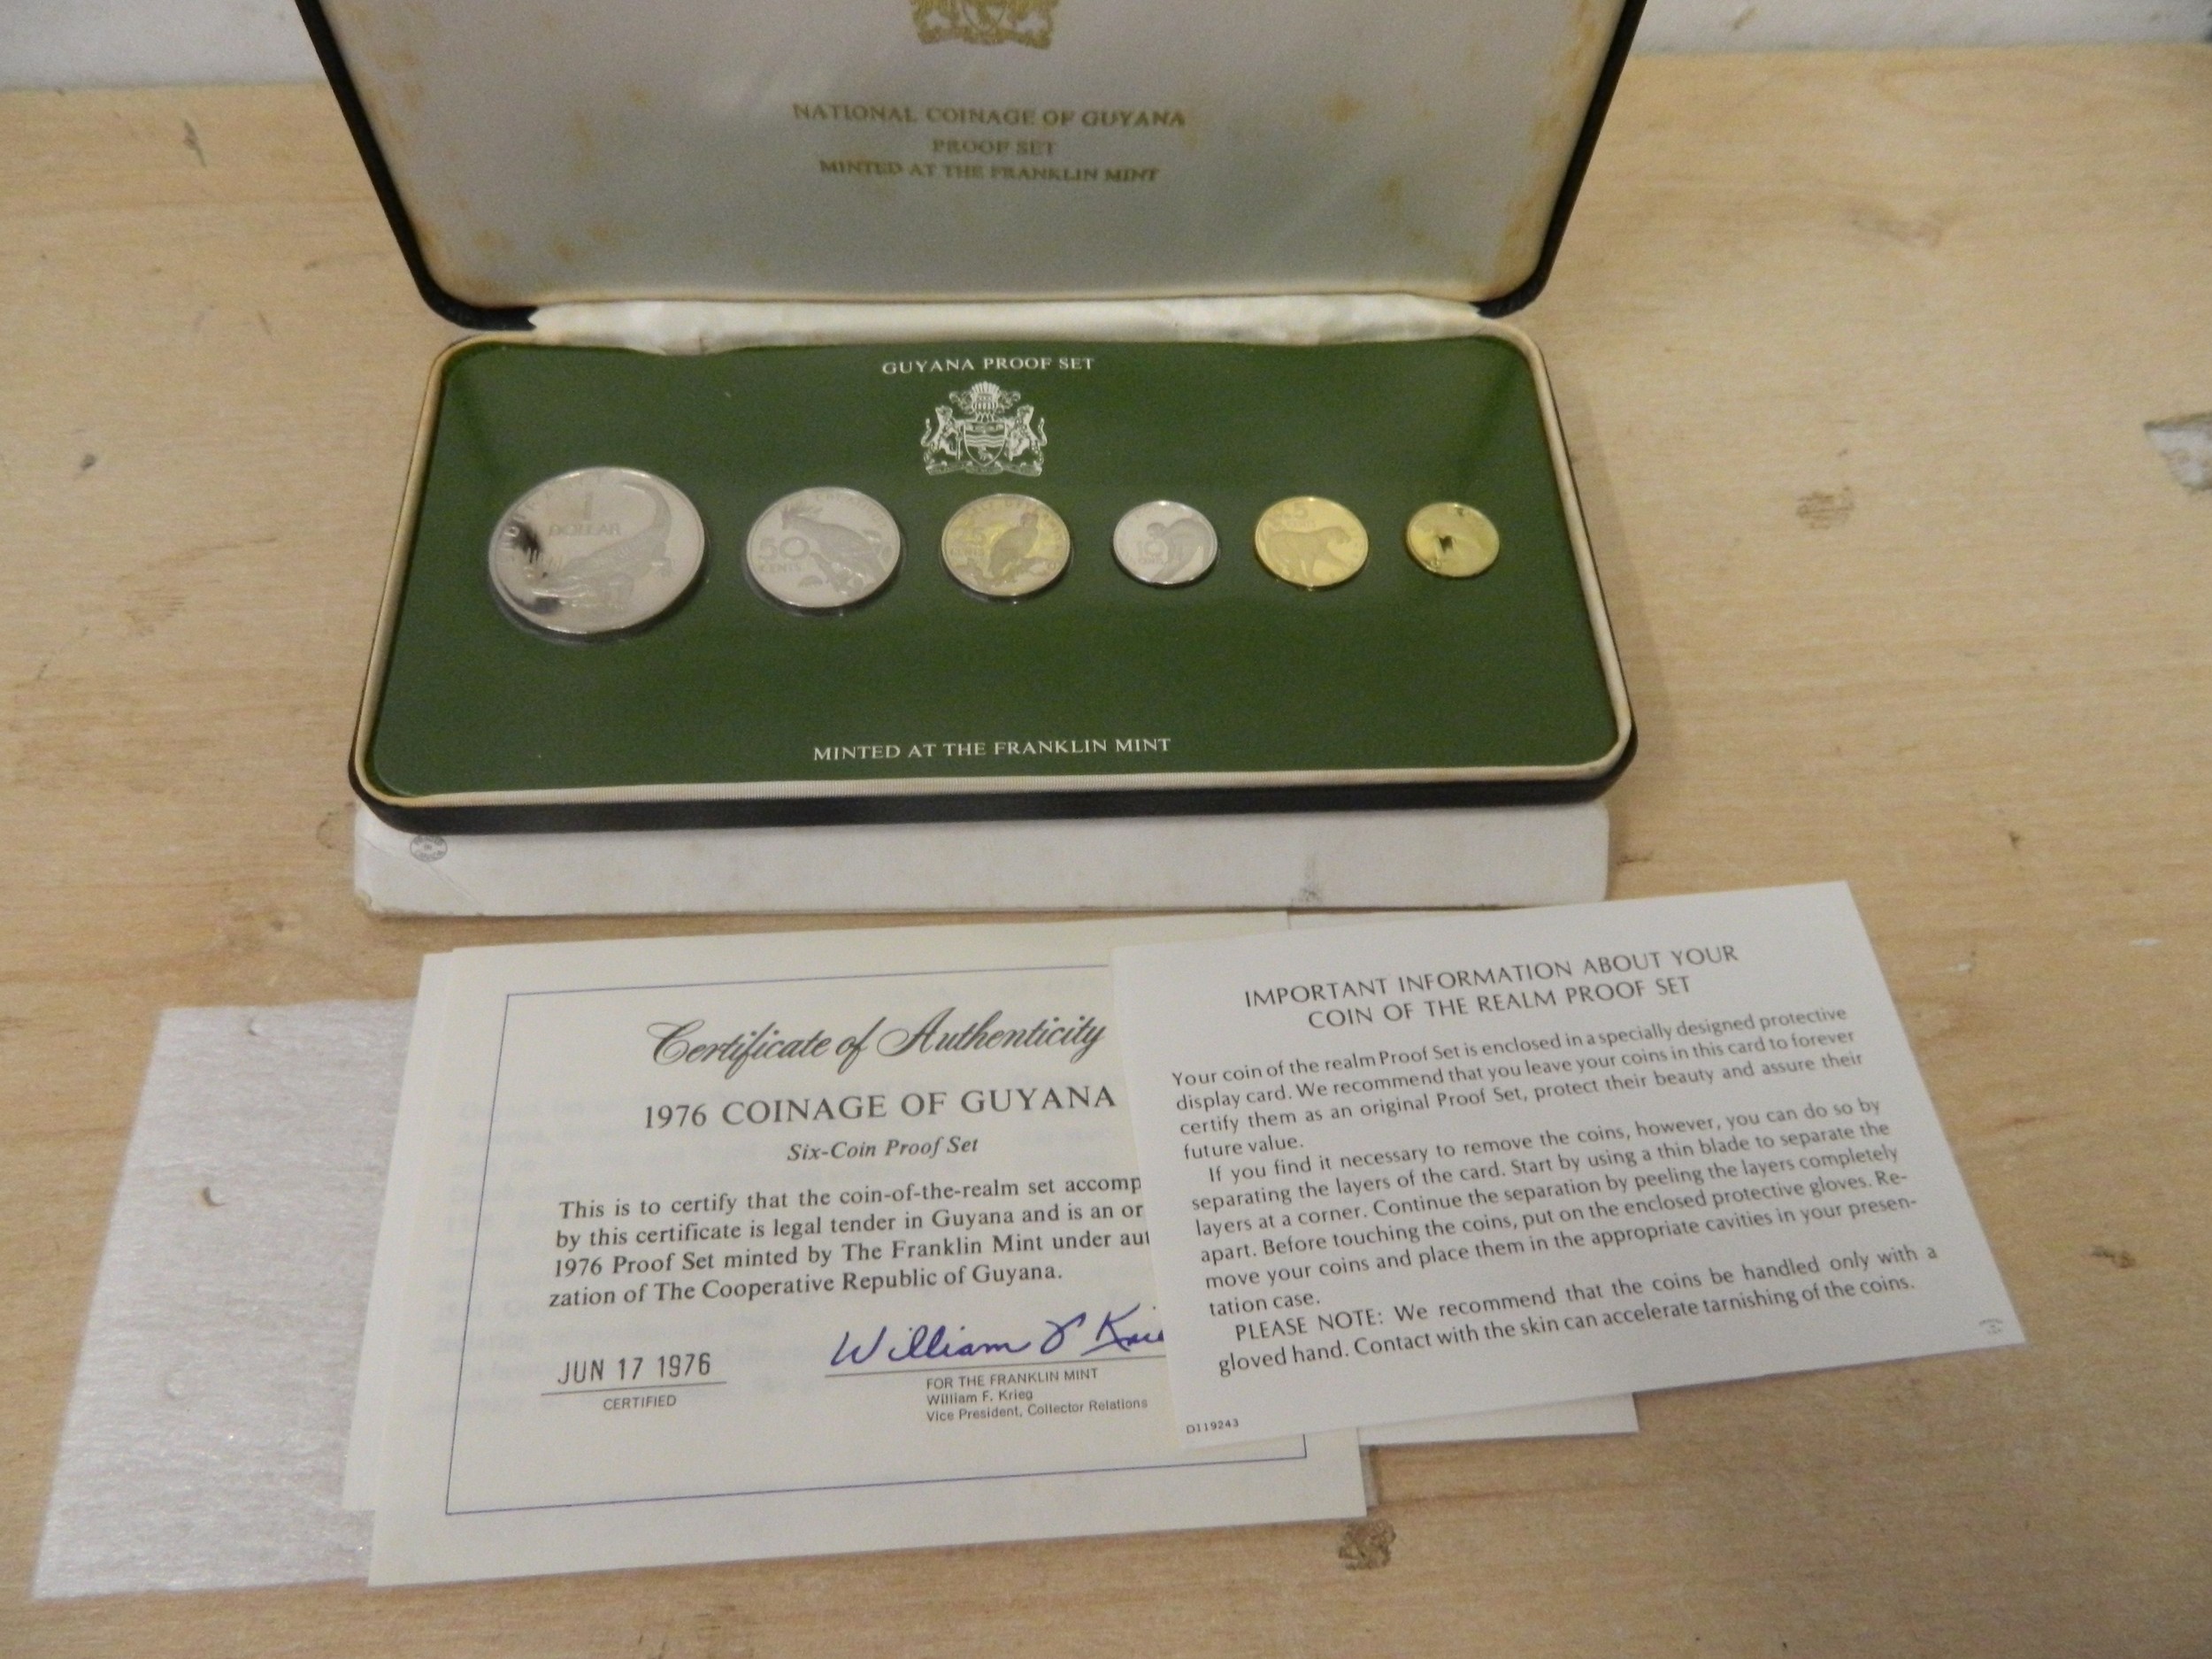 NATIONAL COINAGE OF GUYANA
PROOF SET
MINTED AT THE FRANKLIN MINT
GUYANA PROOF SET
1
DOLLAR
50
CENTS
10
5
MINTED AT THE FRANKLIN MINT
Certificate of Authenticity
1976 COINAGE OF GUYANA
Six-Coin Proof Set
This is to certify that the coin-of-the-realm set accomp
by this certificate is legal tender in Guyana and is an or
1976 Proof Set minted by The Franklin Mint under aut
zation of The Cooperative Republic of Guyana.
JUN 17 1976
CERTIFIED
William F Krie
FOR THE FRANKLIN MINT
William F. Krieg
Vice President, Collector Relations
IMPORTANT INFORMATION ABOUT YOUR
COIN OF THE REALM PROOF SET
Your coin of the realm Proof Set is enclosed in a specially designed protective
display card. We recommend that you leave your coins in this card to forever
certify them as an original Proof Set, protect their beauty and assure their
future value.
If you find it necessary to remove the coins, however, you can do so by
separating the layers of the card. Start by using a thin blade to separate the
layers at a corner. Continue the separation by peeling the layers completely
apart. Before touching the coins, put on the enclosed protective gloves. Re-
move your coins and place them in the appropriate cavities in your presen-
tation case.
PLEASE NOTE: We recommend that the coins be handled only with a
gloved hand. Contact with the skin can accelerate tarnishing of the coins.
D119243